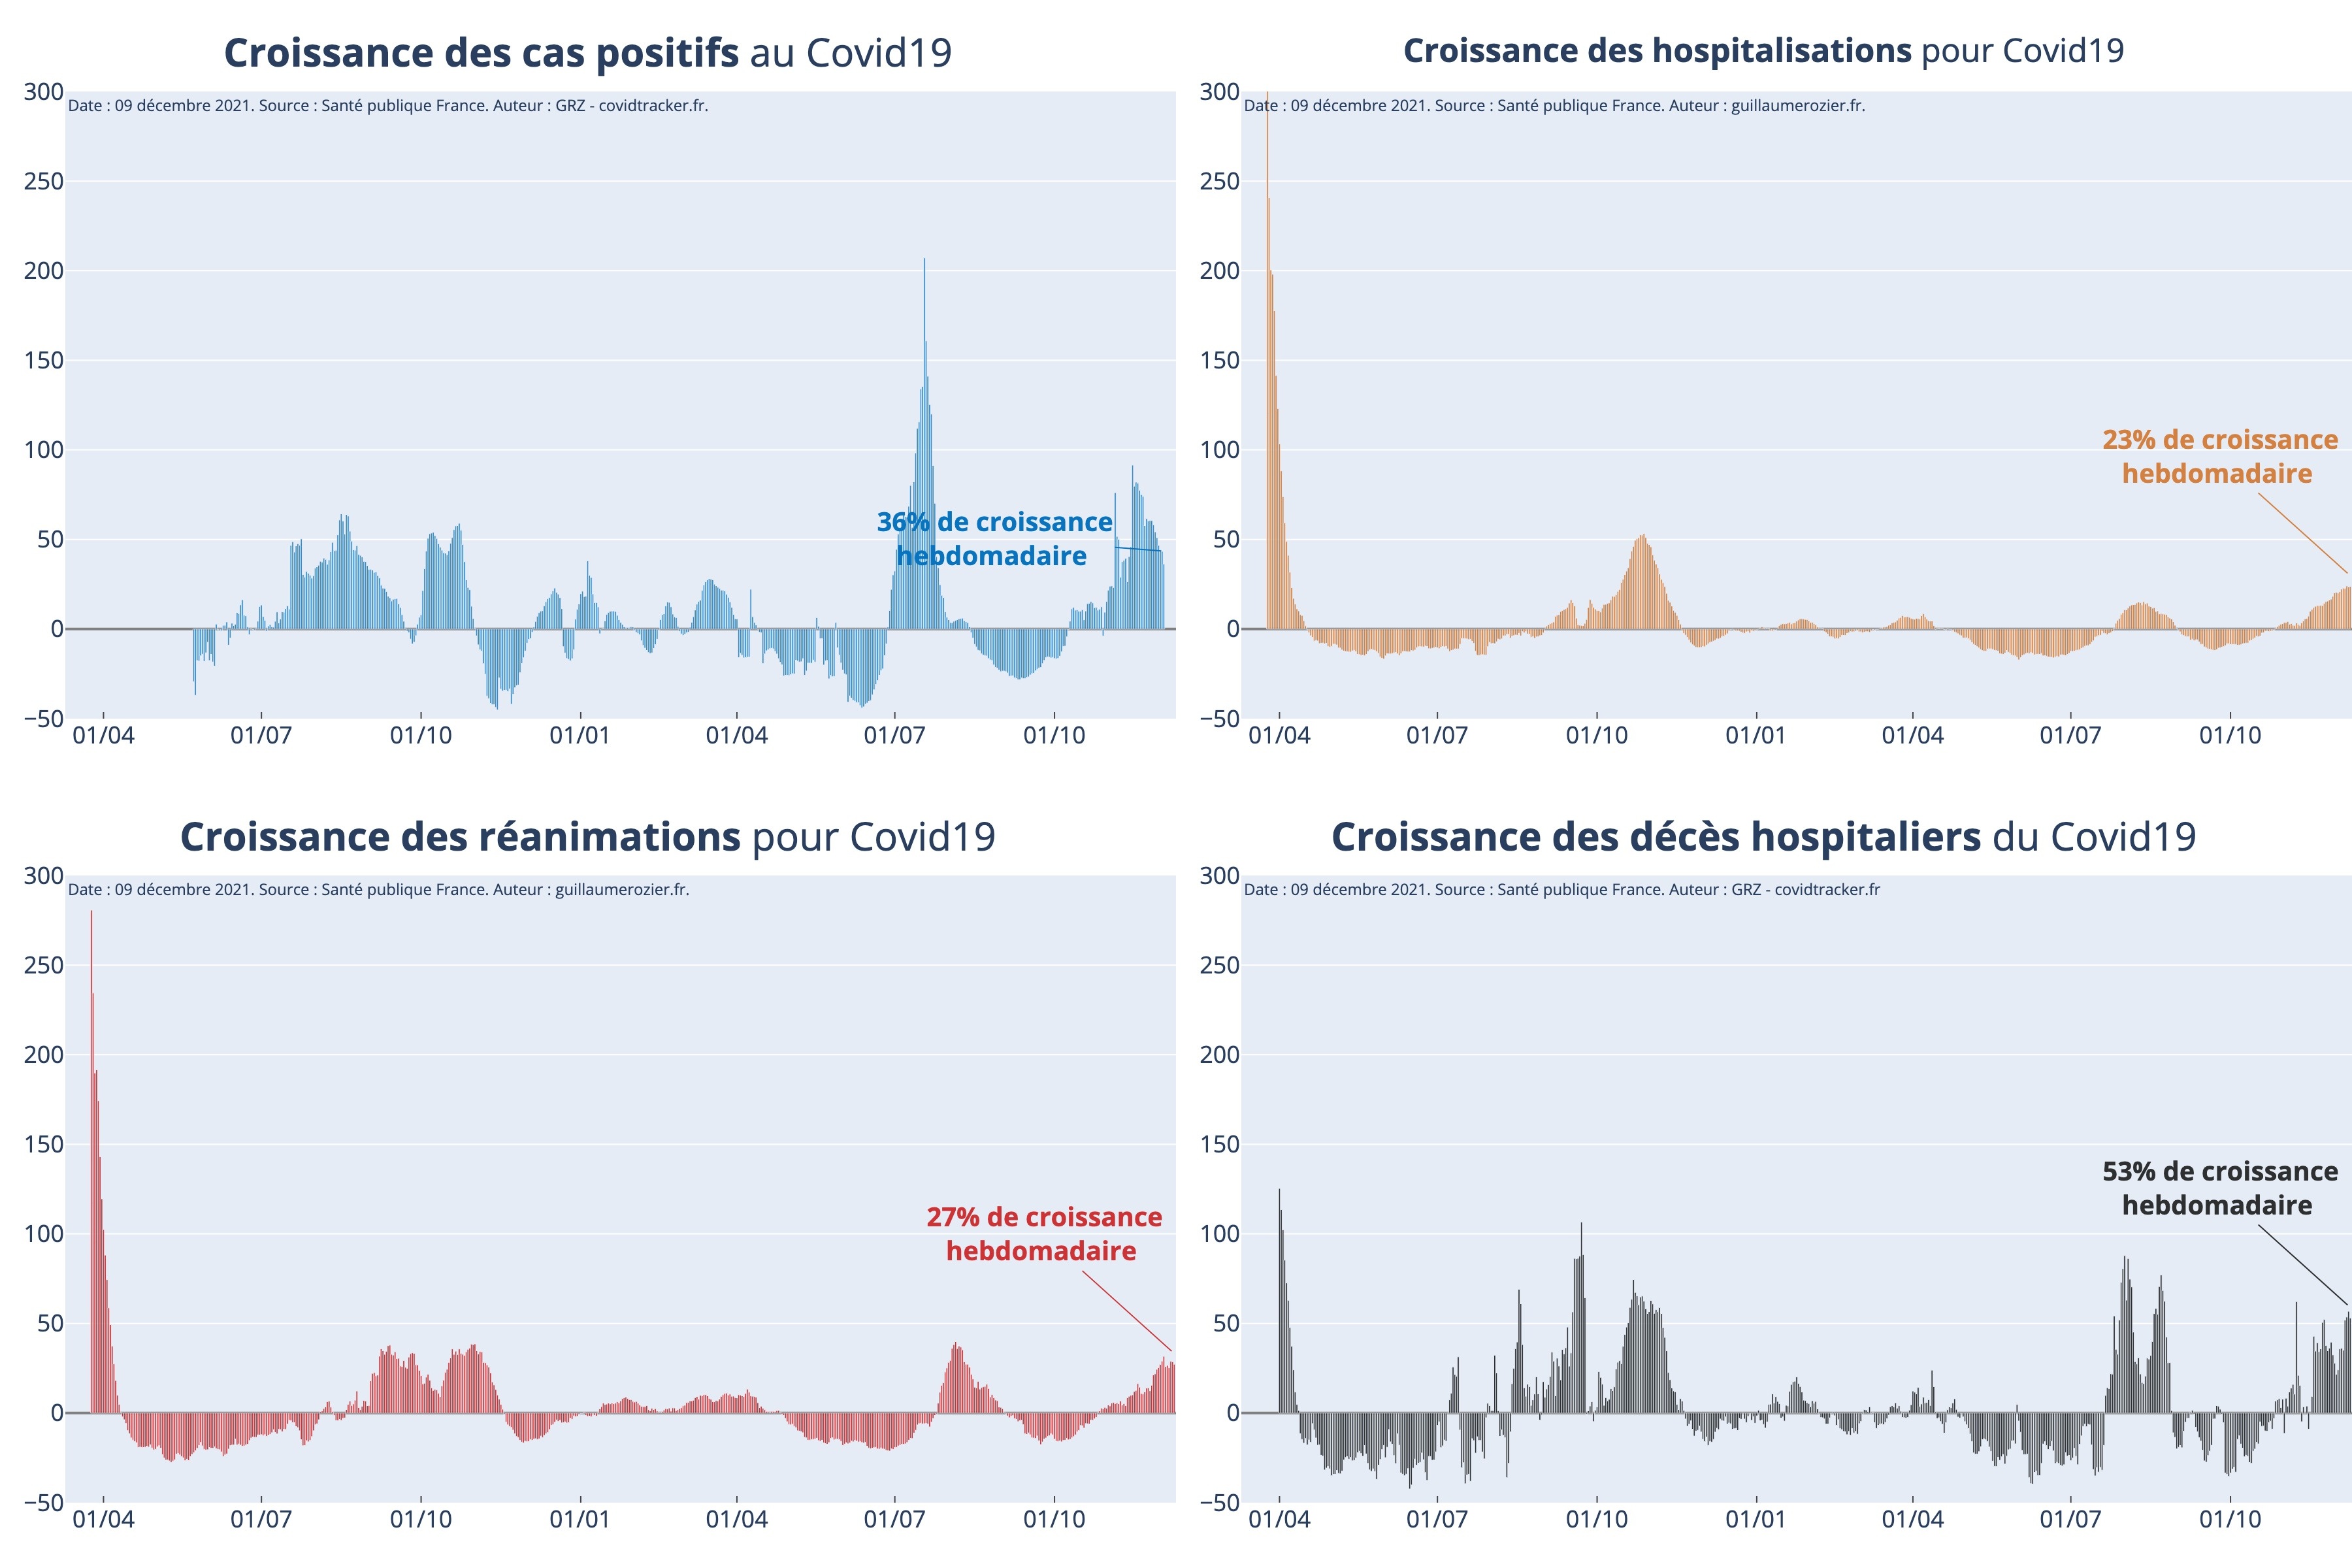 Croissance des cas positifs au Covid19
Date : 09 décembre 2021. Source : Santé publique France. Auteur : GRZ - covidtracker.fr.
300
250
200
150
100
50
0
−50
36% de croissance
hebdomadaire
01/04 01/07 01/10 01/01 01/04 01/07 01/10
Croissance des hospitalisations pour Covid19
Date : 09 décembre 2021. Source : Santé publique France. Auteur : guillaumerozier.fr.
300
250
200
150
100
50
0
−50
23% de croissance
hebdomadaire
01/04 01/07 01/10 01/01 01/04 01/07 01/10
Croissance des réanimations pour Covid19
Date : 09 décembre 2021. Source : Santé publique France. Auteur : guillaumerozier.fr.
300
250
200
150
100
50
0
−50
27% de croissance
hebdomadaire
01/04 01/07 01/10 01/01 01/04 01/07 01/10
Croissance des décès hospitaliers du Covid19
Date : 09 décembre 2021. Source : Santé publique France. Auteur : GRZ - covidtracker.fr
300
250
200
150
100
50
0
−50
53% de croissance
hebdomadaire
01/04 01/07 01/10 01/01 01/04 01/07 01/10